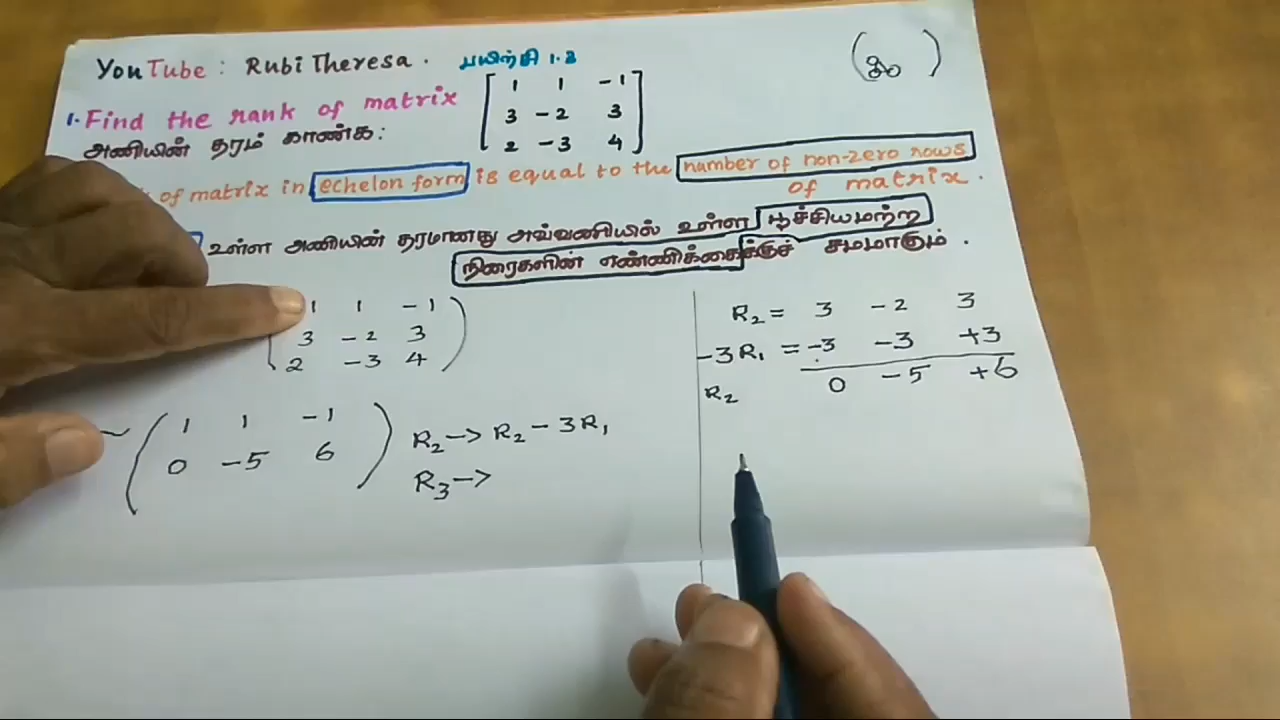 YouTube : Rubi Theresa . பயிற்சி 1.3
(இ௦)
1. Find the rank of matrix [1 1 -1
3 -2 3
2 -3 4]
அணியின் தரம் காண்க:
of matrix in echelon form is equal to the number of non-zero rows
of matrix.
உள்ள அணியின் தரமானது அவ்வணியில் உள்ள பூச்சியமற்ற
நிரைகளின் எண்ணிக்கைக்குச் சமமாகும் .
1 1 -1
3 -2 3
2 -3 4
~ ( 1 1 -1 )
0 -5 6
R₂ -> R₂ - 3R₁
R₃ ->
R₂ = 3 -2 3
-3R₁ = -3 -3 +3
R₂ 0 -5 +6